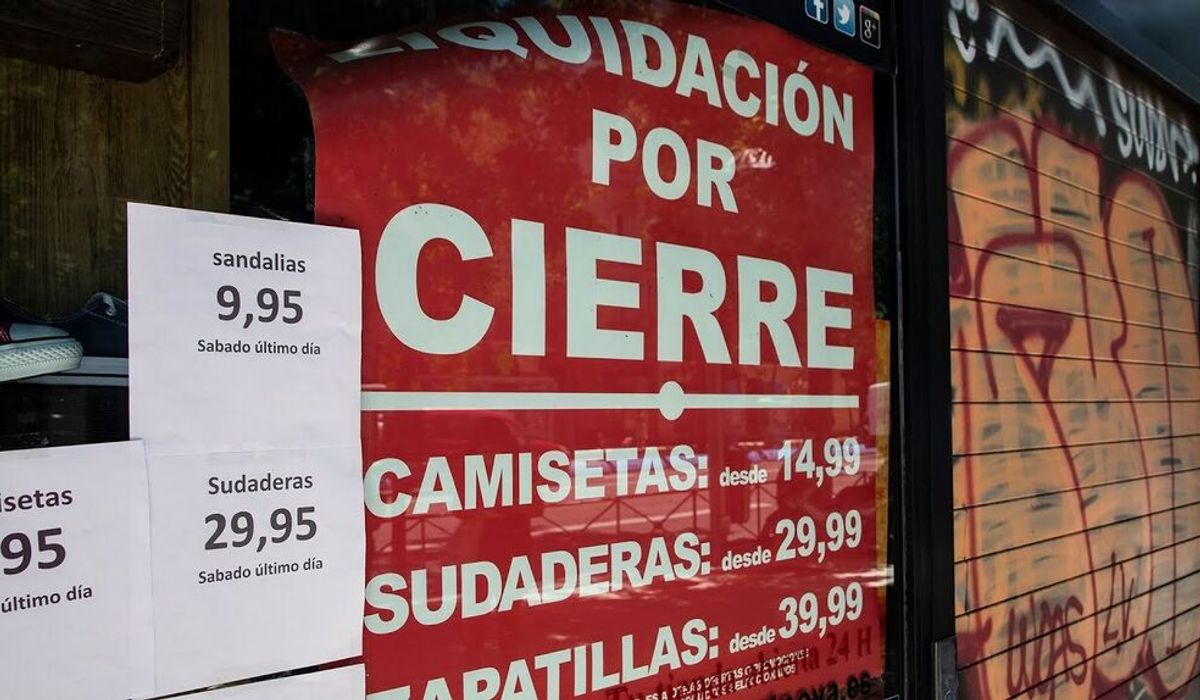 sandalias
9,95
Sabado último día
isetas
95
último día
Sudaderas
29,95
Sabado último día
LIQUIDACIÓN
POR
CIERRE
CAMISETAS: desde 14,99
SUDADERAS: desde 29,99
ZAPATILLAS: desde 39,99
24 H